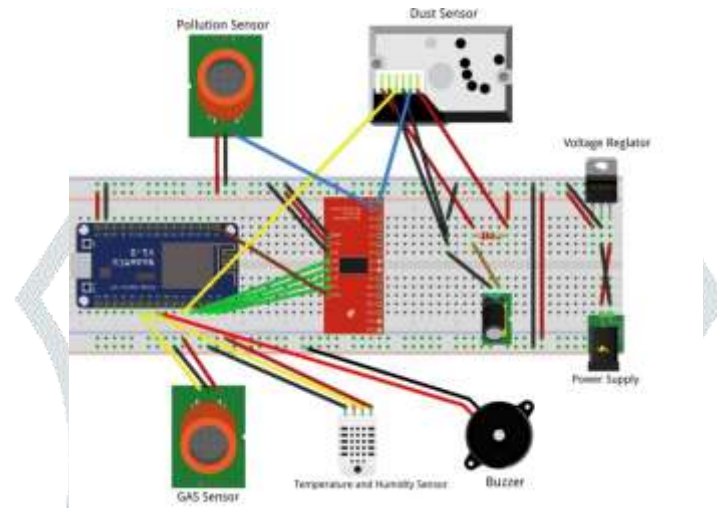 Pollution Sensor
Dust Sensor
Voltage Reglator
Power Supply
GAS Sensor
Temperature and Humidity Sensor
Buzzer